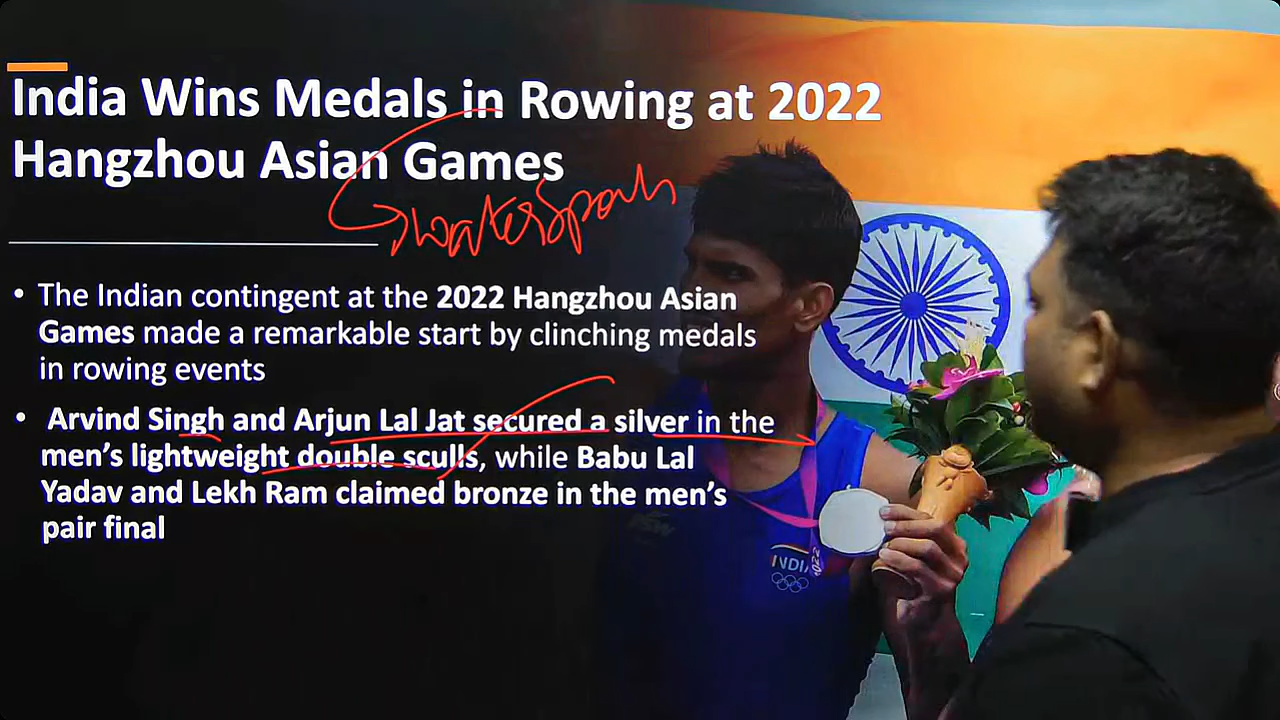 India Wins Medals in Rowing at 2022
Hangzhou Asian Games
watersports
• The Indian contingent at the 2022 Hangzhou Asian
Games made a remarkable start by clinching medals
in rowing events
• Arvind Singh and Arjun Lal Jat secured a silver in the
men's lightweight double sculls, while Babu Lal
Yadav and Lekh Ram claimed bronze in the men's
pair final
INDIA
2022